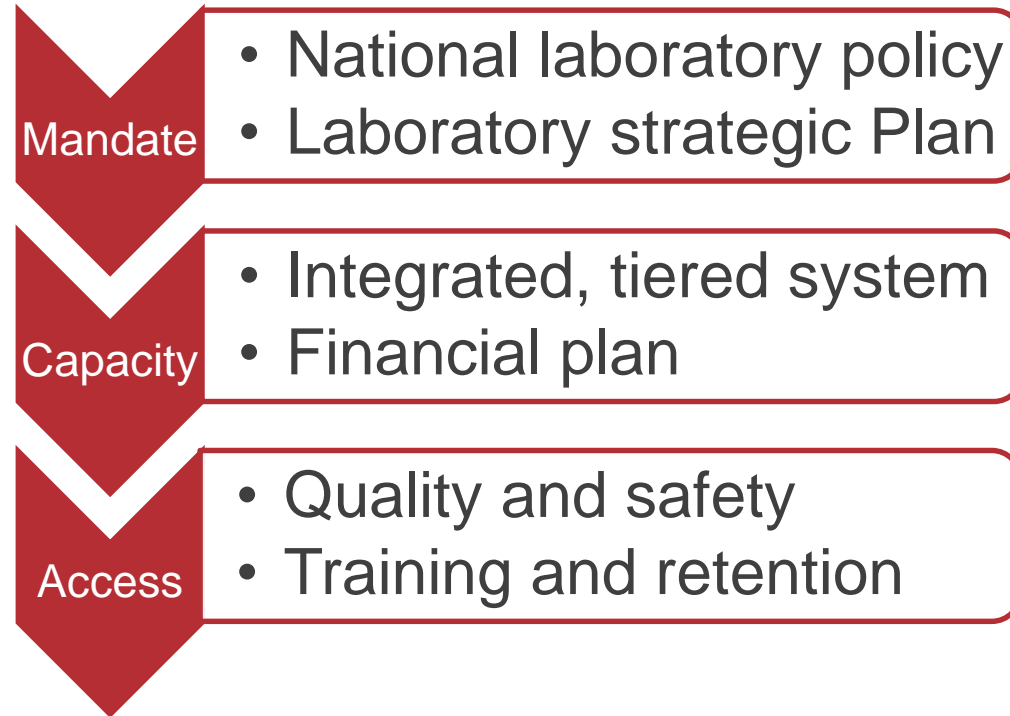 Mandate
• National laboratory policy
• Laboratory strategic Plan
Capacity
• Integrated, tiered system
• Financial plan
Access
• Quality and safety
• Training and retention